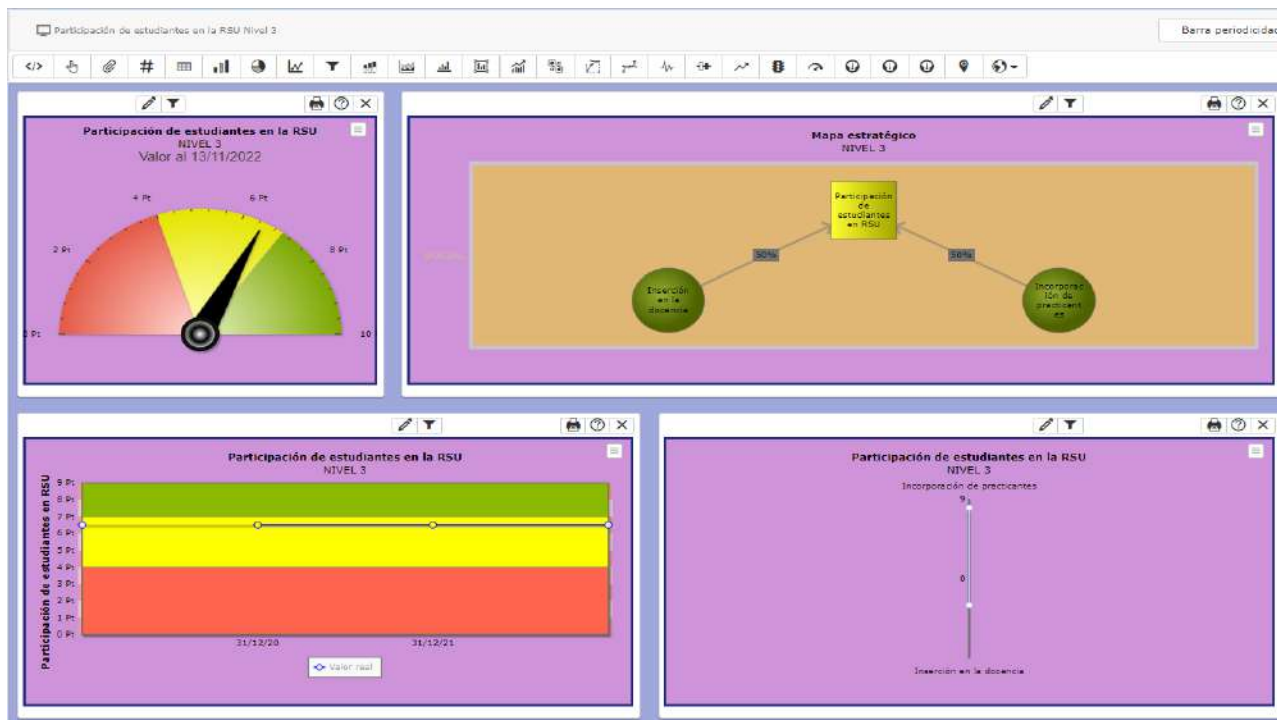 Participación de estudiantes en la RSU Nivel 3
Barra periodicidad
Participación de estudiantes en la RSU
NIVEL 3
Valor al 13/11/2022
4 Pt
6 Pt
2 Pt
8 Pt
0 Pt
10
Mapa estratégico
NIVEL 3
Participación
de
estudiantes
en RSU
50%
50%
Inserción
en la
docencia
Incorporac
ión de
practicant
es
Participación de estudiantes en la RSU
NIVEL 3
Participación de estudiantes en RSU
9 Pt
8 Pt
7 Pt
6 Pt
5 Pt
4 Pt
3 Pt
2 Pt
1 Pt
0 Pt
31/12/20
31/12/21
Valor real
Participación de estudiantes en la RSU
NIVEL 3
Incorporación de practicantes
9
0
Inserción en la docencia